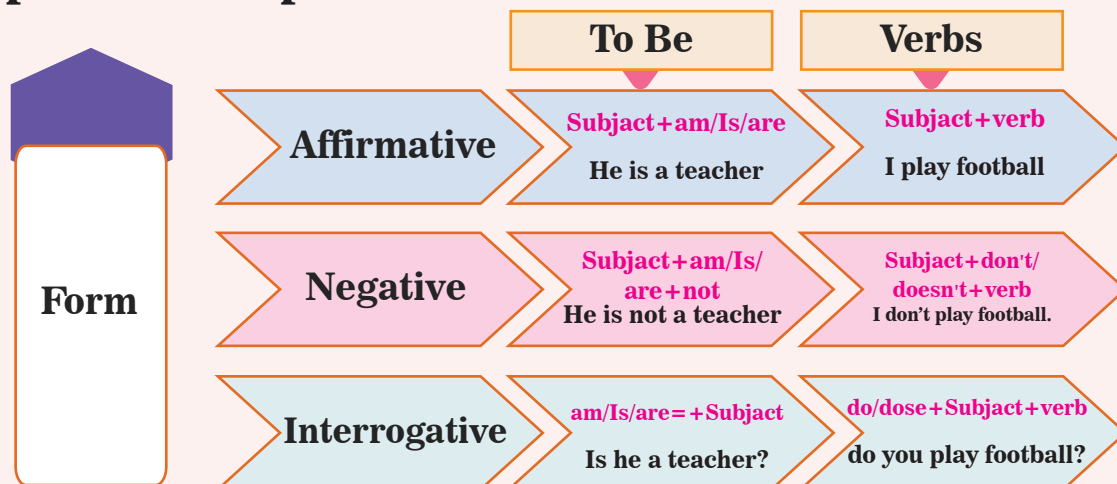 To Be
Verbs
Affirmative
Subjact+am/Is/are
He is a teacher
Subjact+verb
I play football
Form
Negative
Subjact+am/Is/
are+not
He is not a teacher
Subjact+don't/
doesn't+verb
I don’t play football.
Interrogative
am/Is/are=+Subjact
Is he a teacher?
do/dose+Subjact+verb
do you play football?